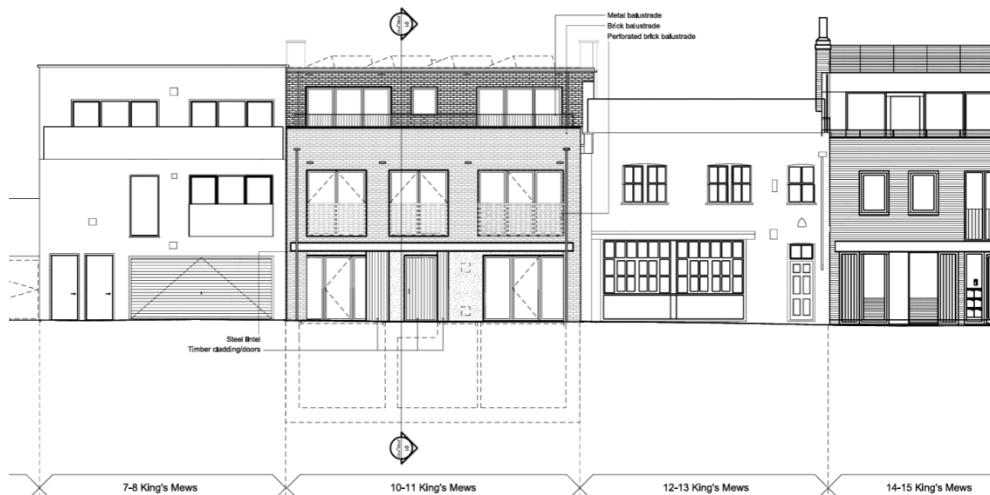 Metal balustrade
Brick balustrade
Perforated brick balustrade
Steel lintel
Timber cladding/doors
7-8 King's Mews
10-11 King's Mews
12-13 King's Mews
14-15 King's Mews